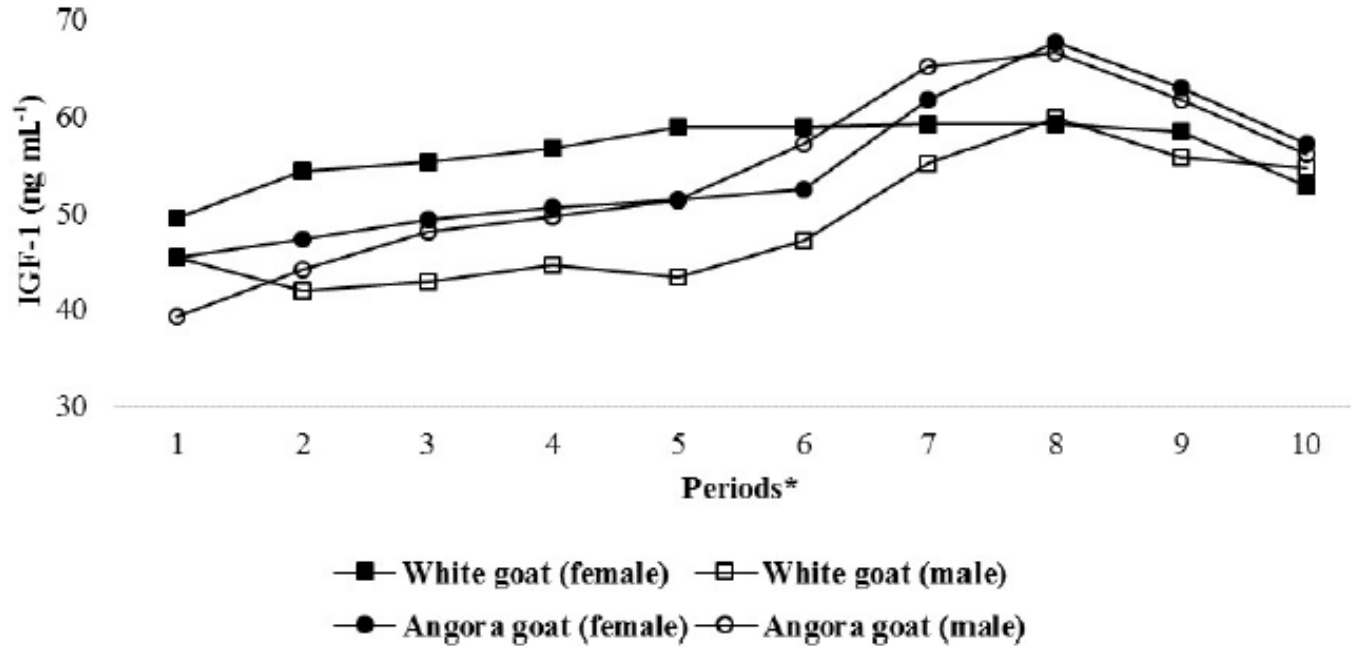 70
60
50
40
30
IGF-1 (ng mL⁻¹)
1 2 3 4 5 6 7 8 9 10
Periods*
White goat (female) White goat (male)
Angora goat (female) Angora goat (male)